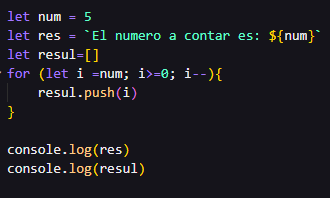 let num = 5
let res = `El numero a contar es: ${num}`
let resul=[]
for (let i =num; i>=0; i--){
    resul.push(i)
}

console.log(res)
console.log(resul)